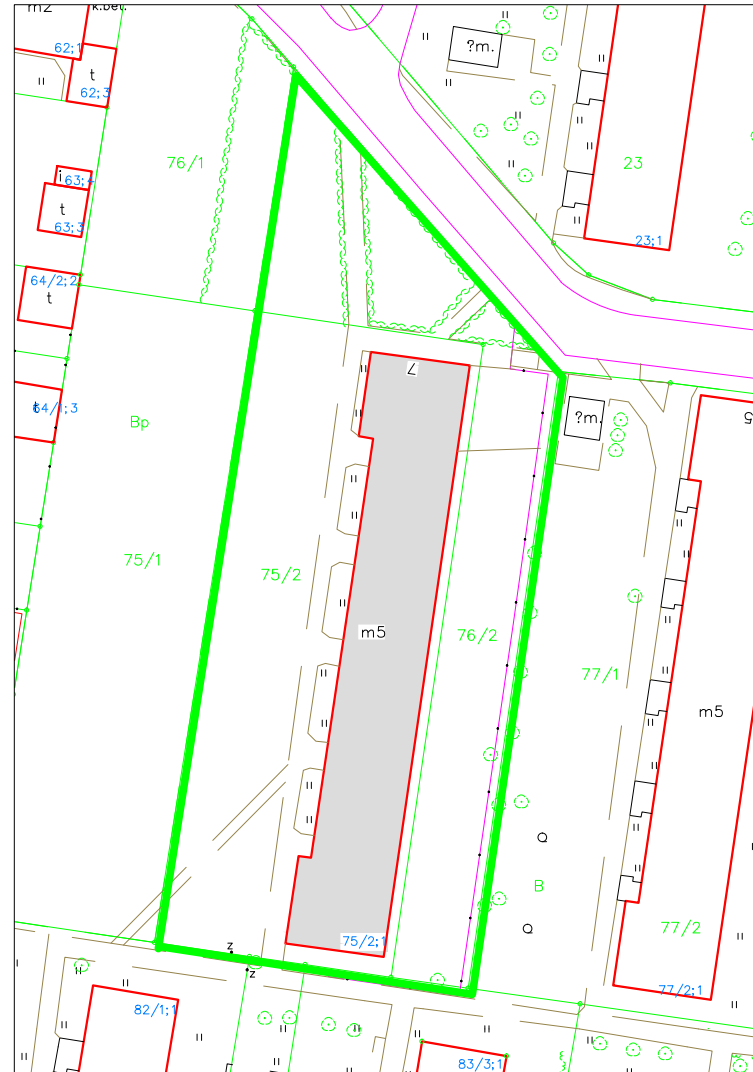 m2
k.bet.
62;1
t
62;3
?m.
76/1
23
i
63;4
t
63;3
23;1
64/2;2
t
7
t
64/1;3
Bp
?m.
5
75/1
75/2
m5
76/2
77/1
m5
B
75/2;1
77/2
z
z
77/2;1
82/1;1
83/3;1